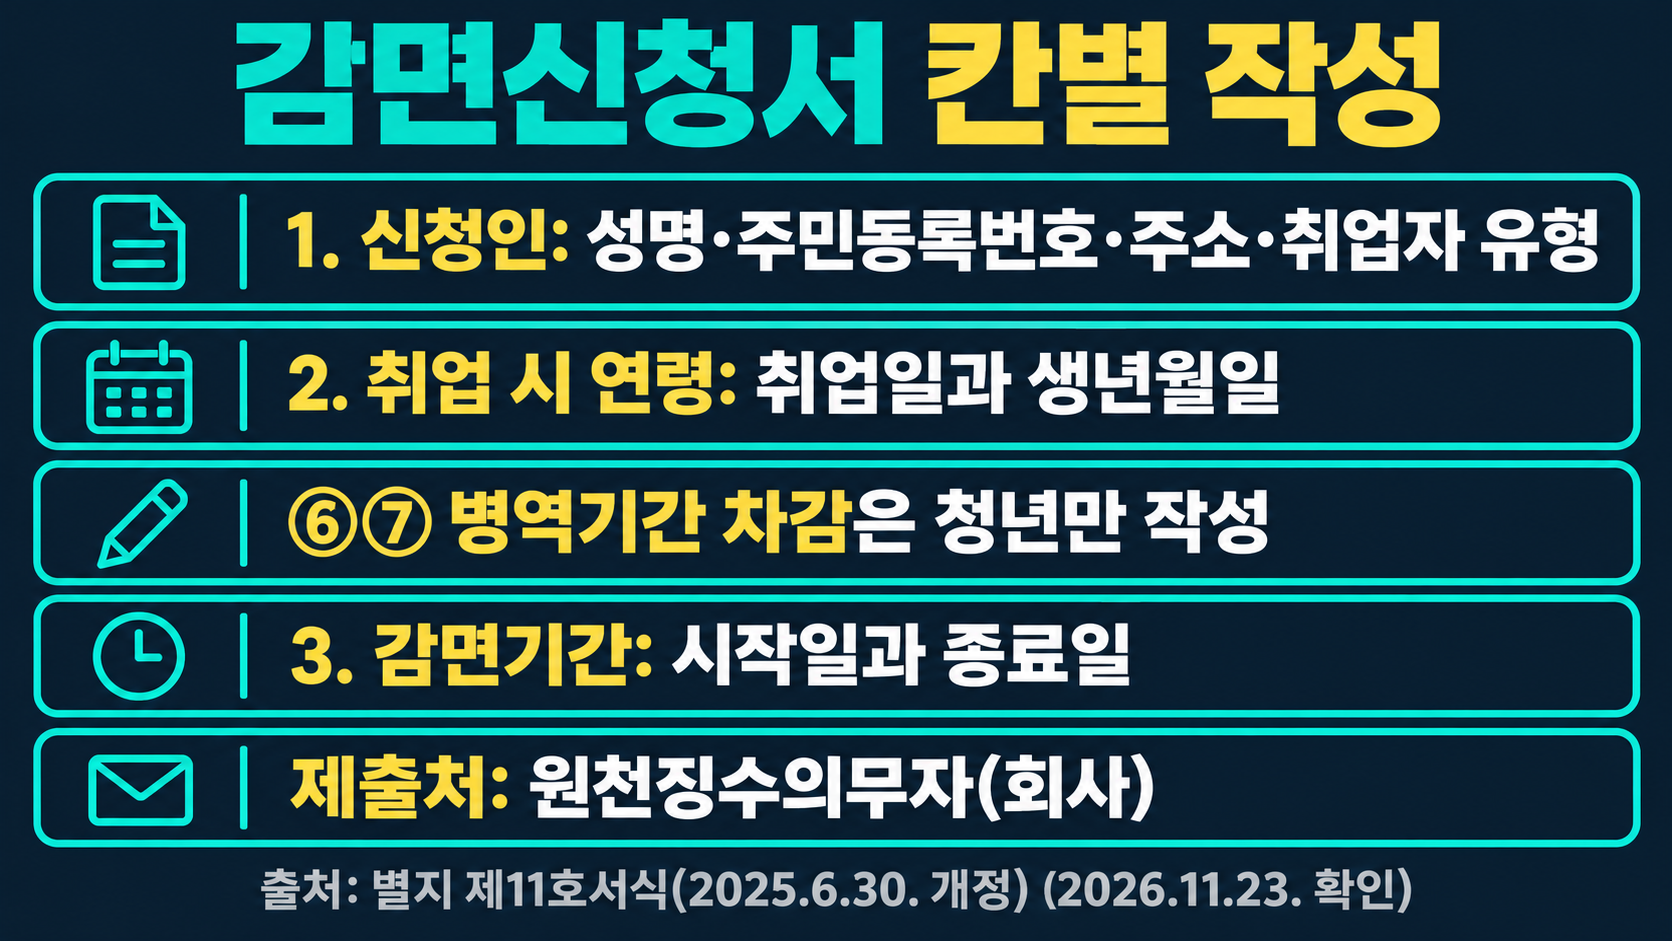 감면신청서 칸별 작성
1. 신청인: 성명·주민등록번호·주소·취업자 유형
2. 취업 시 연령: 취업일과 생년월일
⑥⑦ 병역기간 차감은 청년만 작성
3. 감면기간: 시작일과 종료일
제출처: 원천징수의무자(회사)
출처: 별지 제11호서식(2025.6.30. 개정) (2026.11.23. 확인)